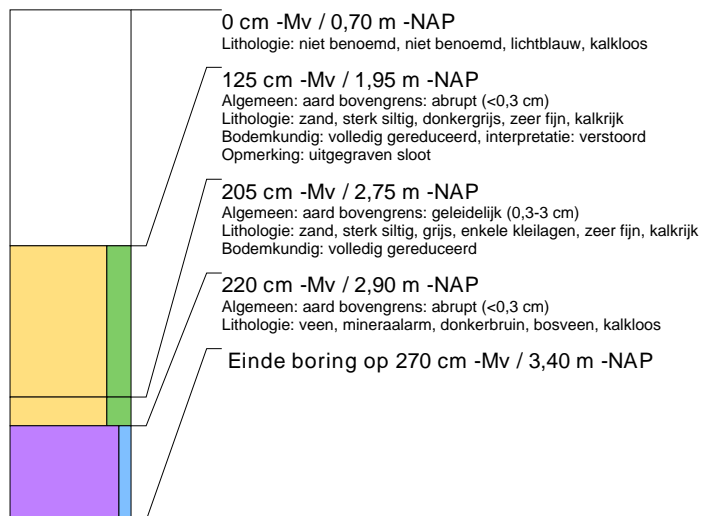 0 cm -Mv / 0,70 m -NAP
Lithologie: niet benoemd, niet benoemd, lichtblauw, kalkloos
125 cm -Mv / 1,95 m -NAP
Algemeen: aard bovengrens: abrupt (<0,3 cm)
Lithologie: zand, sterk siltig, donkergrijs, zeer fijn, kalkrijk
Bodemkundig: volledig gereduceerd, interpretatie: verstoord
Opmerking: uitgegraven sloot
205 cm -Mv / 2,75 m -NAP
Algemeen: aard bovengrens: geleidelijk (0,3-3 cm)
Lithologie: zand, sterk siltig, grijs, enkele kleilagen, zeer fijn, kalkrijk
Bodemkundig: volledig gereduceerd
220 cm -Mv / 2,90 m -NAP
Algemeen: aard bovengrens: abrupt (<0,3 cm)
Lithologie: veen, mineraalarm, donkerbruin, bosveen, kalkloos
Einde boring op 270 cm -Mv / 3,40 m -NAP